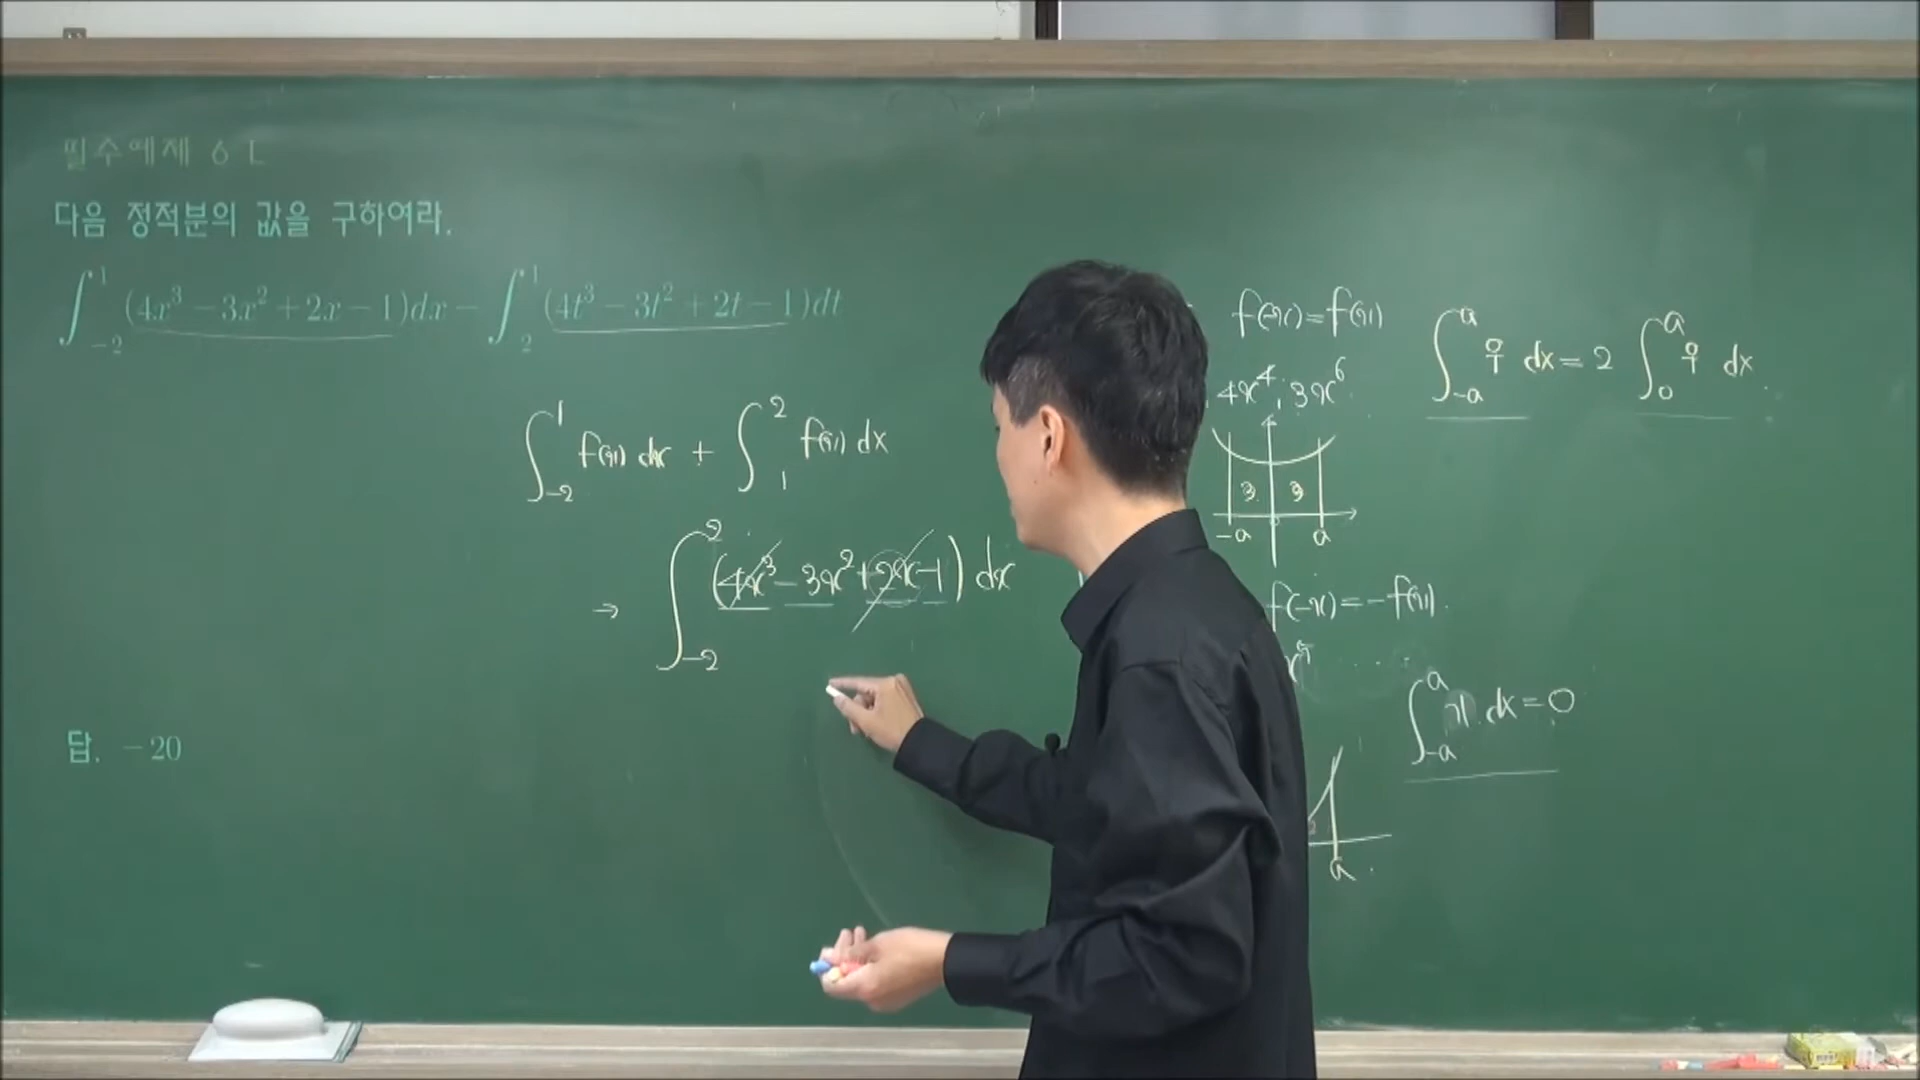 필수예제 6
다음 정적분의 값을 구하여라.
∫_{-2}^{1} (4x³ − 3x² + 2x − 1)dx − ∫_{2}^{1} (4t³ − 3t² + 2t − 1)dt
∫_{-2}^{1} f(x) dx + ∫_{1}^{2} f(x) dx
→ ∫_{-2}^{2} (4x³ − 3x² + 2x − 1) dx
답. −20
f(-x) = f(x)
4x⁴, 3x⁶
∫_{-a}^{a} 우 dx = 2 ∫_{0}^{a} 우 dx
3 3
-a a
f(-x) = -f(x).
∫_{-a}^{a} 기 dx = 0
a